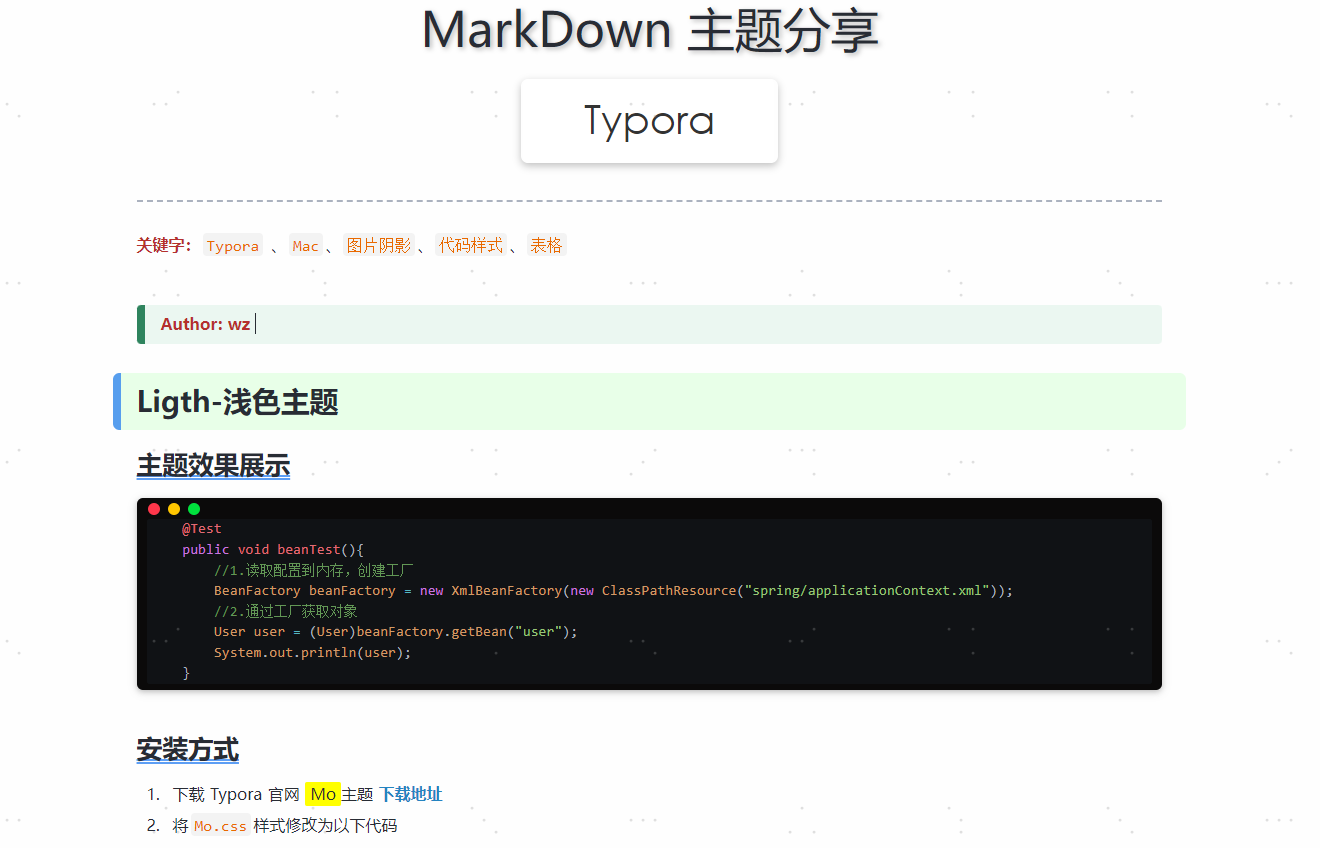 MarkDown 主题分享
Typora
关键字： Typora 、 Mac 、 图片阴影 、 代码样式 、 表格
Author: wz
Ligth-浅色主题
主题效果展示
@Test
public void beanTest(){
//1.读取配置到内存，创建工厂
BeanFactory beanFactory = new XmlBeanFactory(new ClassPathResource("spring/applicationContext.xml"));
//2.通过工厂获取对象
User user = (User)beanFactory.getBean("user");
System.out.println(user);
}
安装方式
1. 下载 Typora 官网 Mo 主题 下载地址
2. 将 Mo.css 样式修改为以下代码